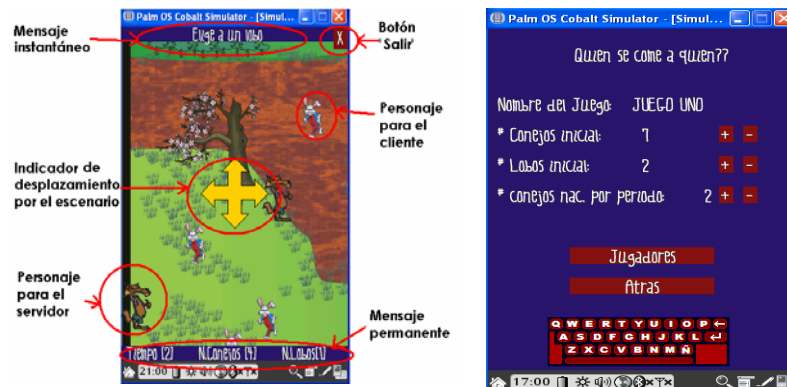 Palm OS Cobalt Simulator - [Simul...
Mensaje
instantáneo
Elige a un lobo
X
Botón
'Salir'
Personaje
para el
cliente
Indicador de
desplazamiento
por el escenario
Personaje
para el
servidor
Mensaje
permanente
Tiempo (2) N.Conejos (4) N.Lobos(1)
21:00
Palm OS Cobalt Simulator - [Simul...
Quien se come a quien??
Nombre del Juego: JUEGO UNO
* Conejos inicial: 7 + -
* Lobos inicial: 2 + -
* conejos nac. por periodo: 2 + -
Jugadores
Atras
Q W E R T Y U I O P ←
A S D F G H J K L ↵
Z X C V B N M Ñ
17:00